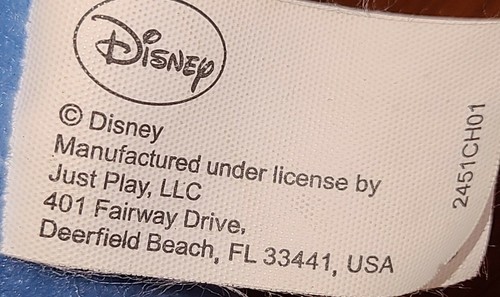 Disney
© Disney
Manufactured under license by
Just Play, LLC
401 Fairway Drive,
Deerfield Beach, FL 33441, USA
2451CH01